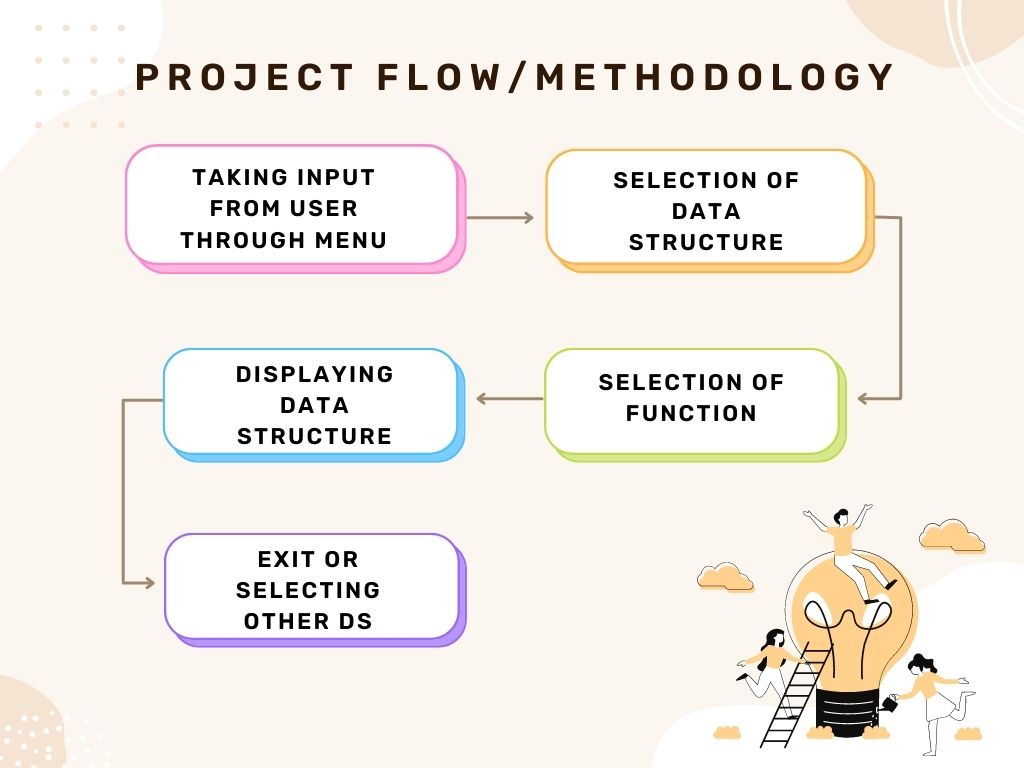 PROJECT FLOW/METHODOLOGY
TAKING INPUT
FROM USER
THROUGH MENU
SELECTION OF
DATA
STRUCTURE
SELECTION OF
FUNCTION
DISPLAYING
DATA
STRUCTURE
EXIT OR
SELECTING
OTHER DS